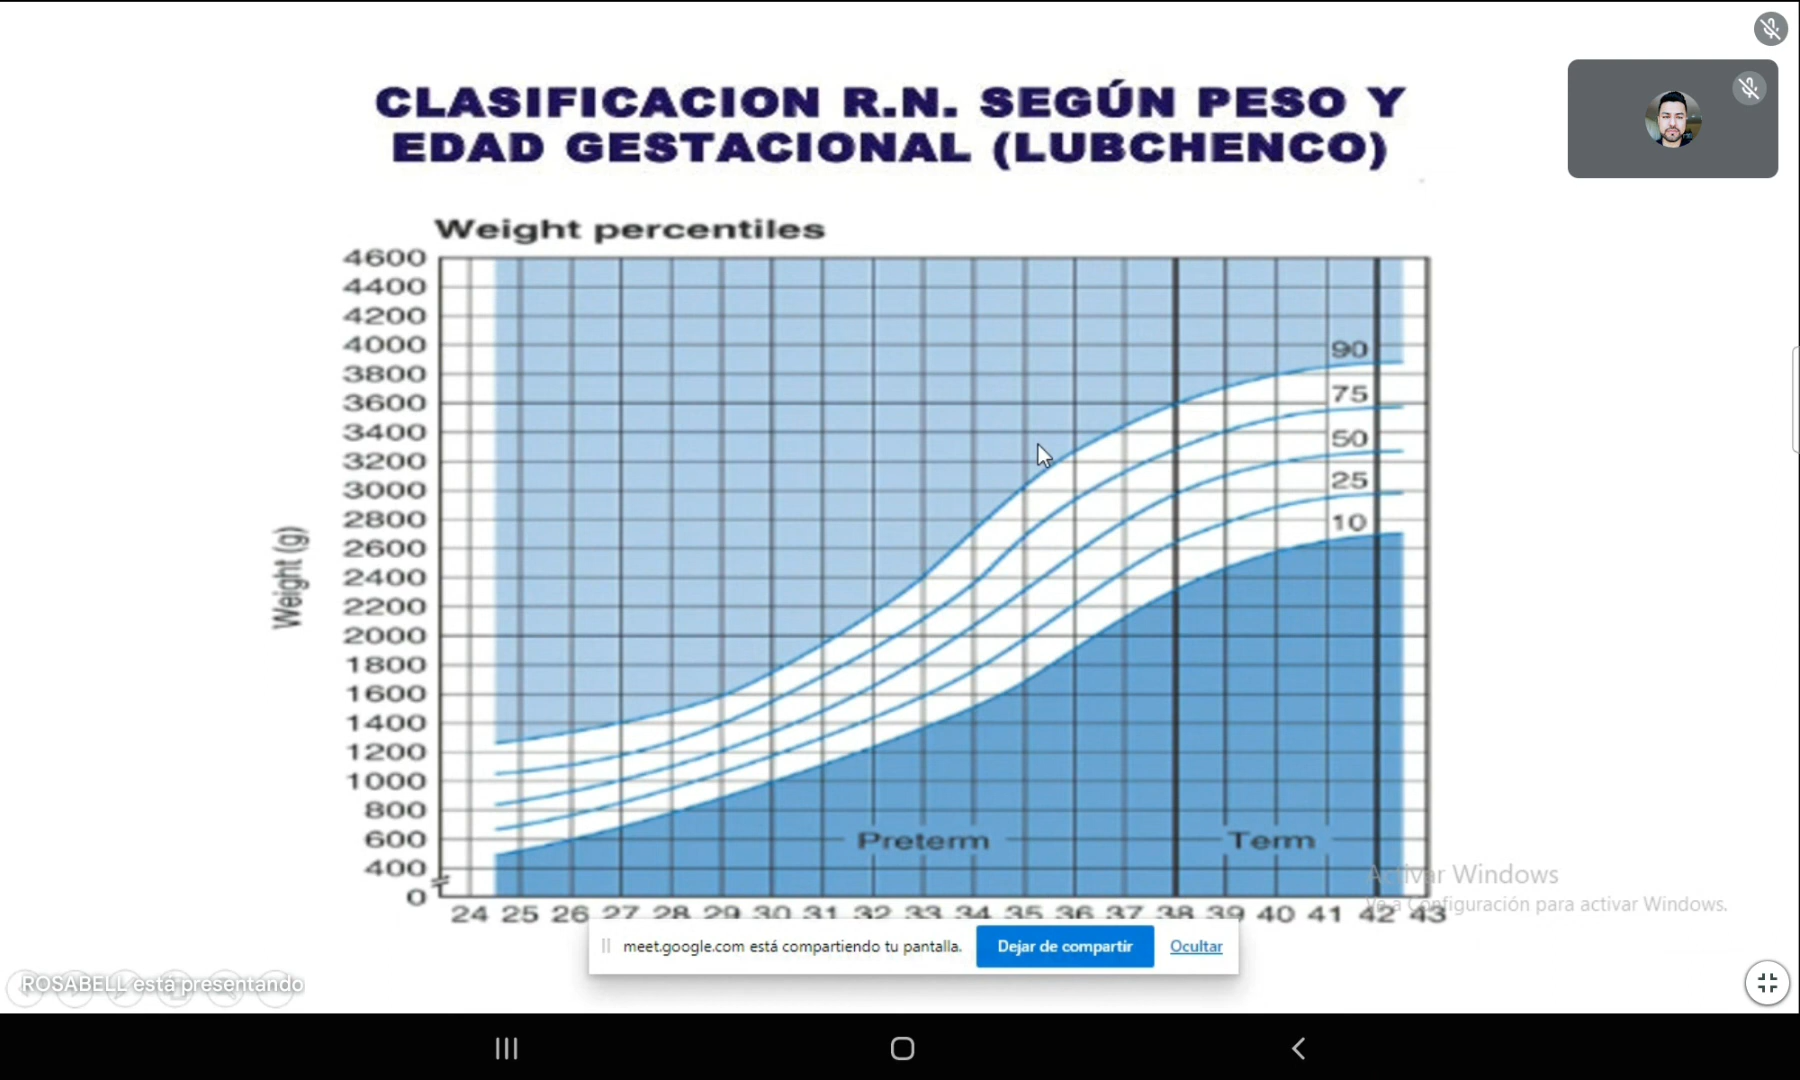 CLASIFICACION R.N. SEGÚN PESO Y
EDAD GESTACIONAL (LUBCHENCO)
Weight percentiles
4600
4400
4200
4000
3800
3600
3400
3200
3000
2800
2600
2400
2200
2000
1800
1600
1400
1200
1000
800
600
400
0
Weight (g)
90
75
50
25
10
Preterm
Term
24 25 26 27 28 29 30 31 32 33 34 35 36 37 38 39 40 41 42 43
Activar Windows
Ve a Configuración para activar Windows.
meet.google.com está compartiendo tu pantalla.
Dejar de compartir
Ocultar
ROSABELL está presentando